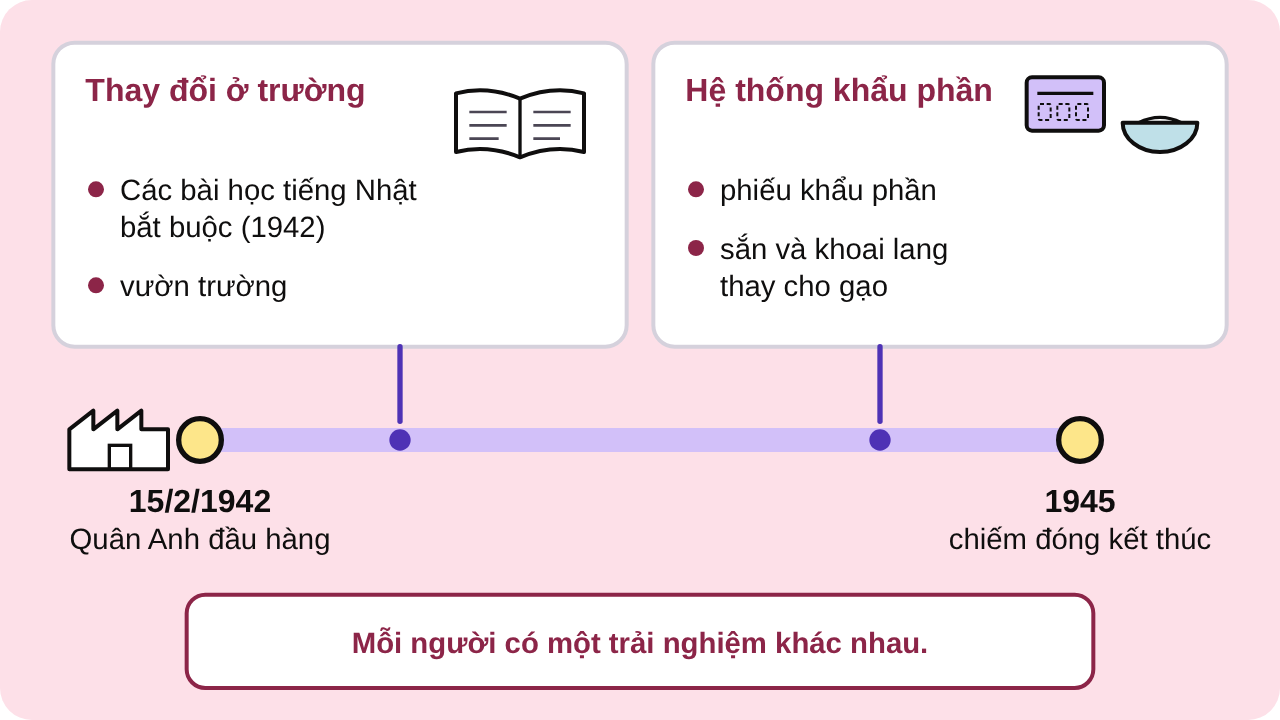 Thay đổi ở trường
Các bài học tiếng Nhật
bắt buộc (1942)
vườn trường
Hệ thống khẩu phần
phiếu khẩu phần
sắn và khoai lang
thay cho gạo
15/2/1942
Quân Anh đầu hàng
1945
chiếm đóng kết thúc
Mỗi người có một trải nghiệm khác nhau.